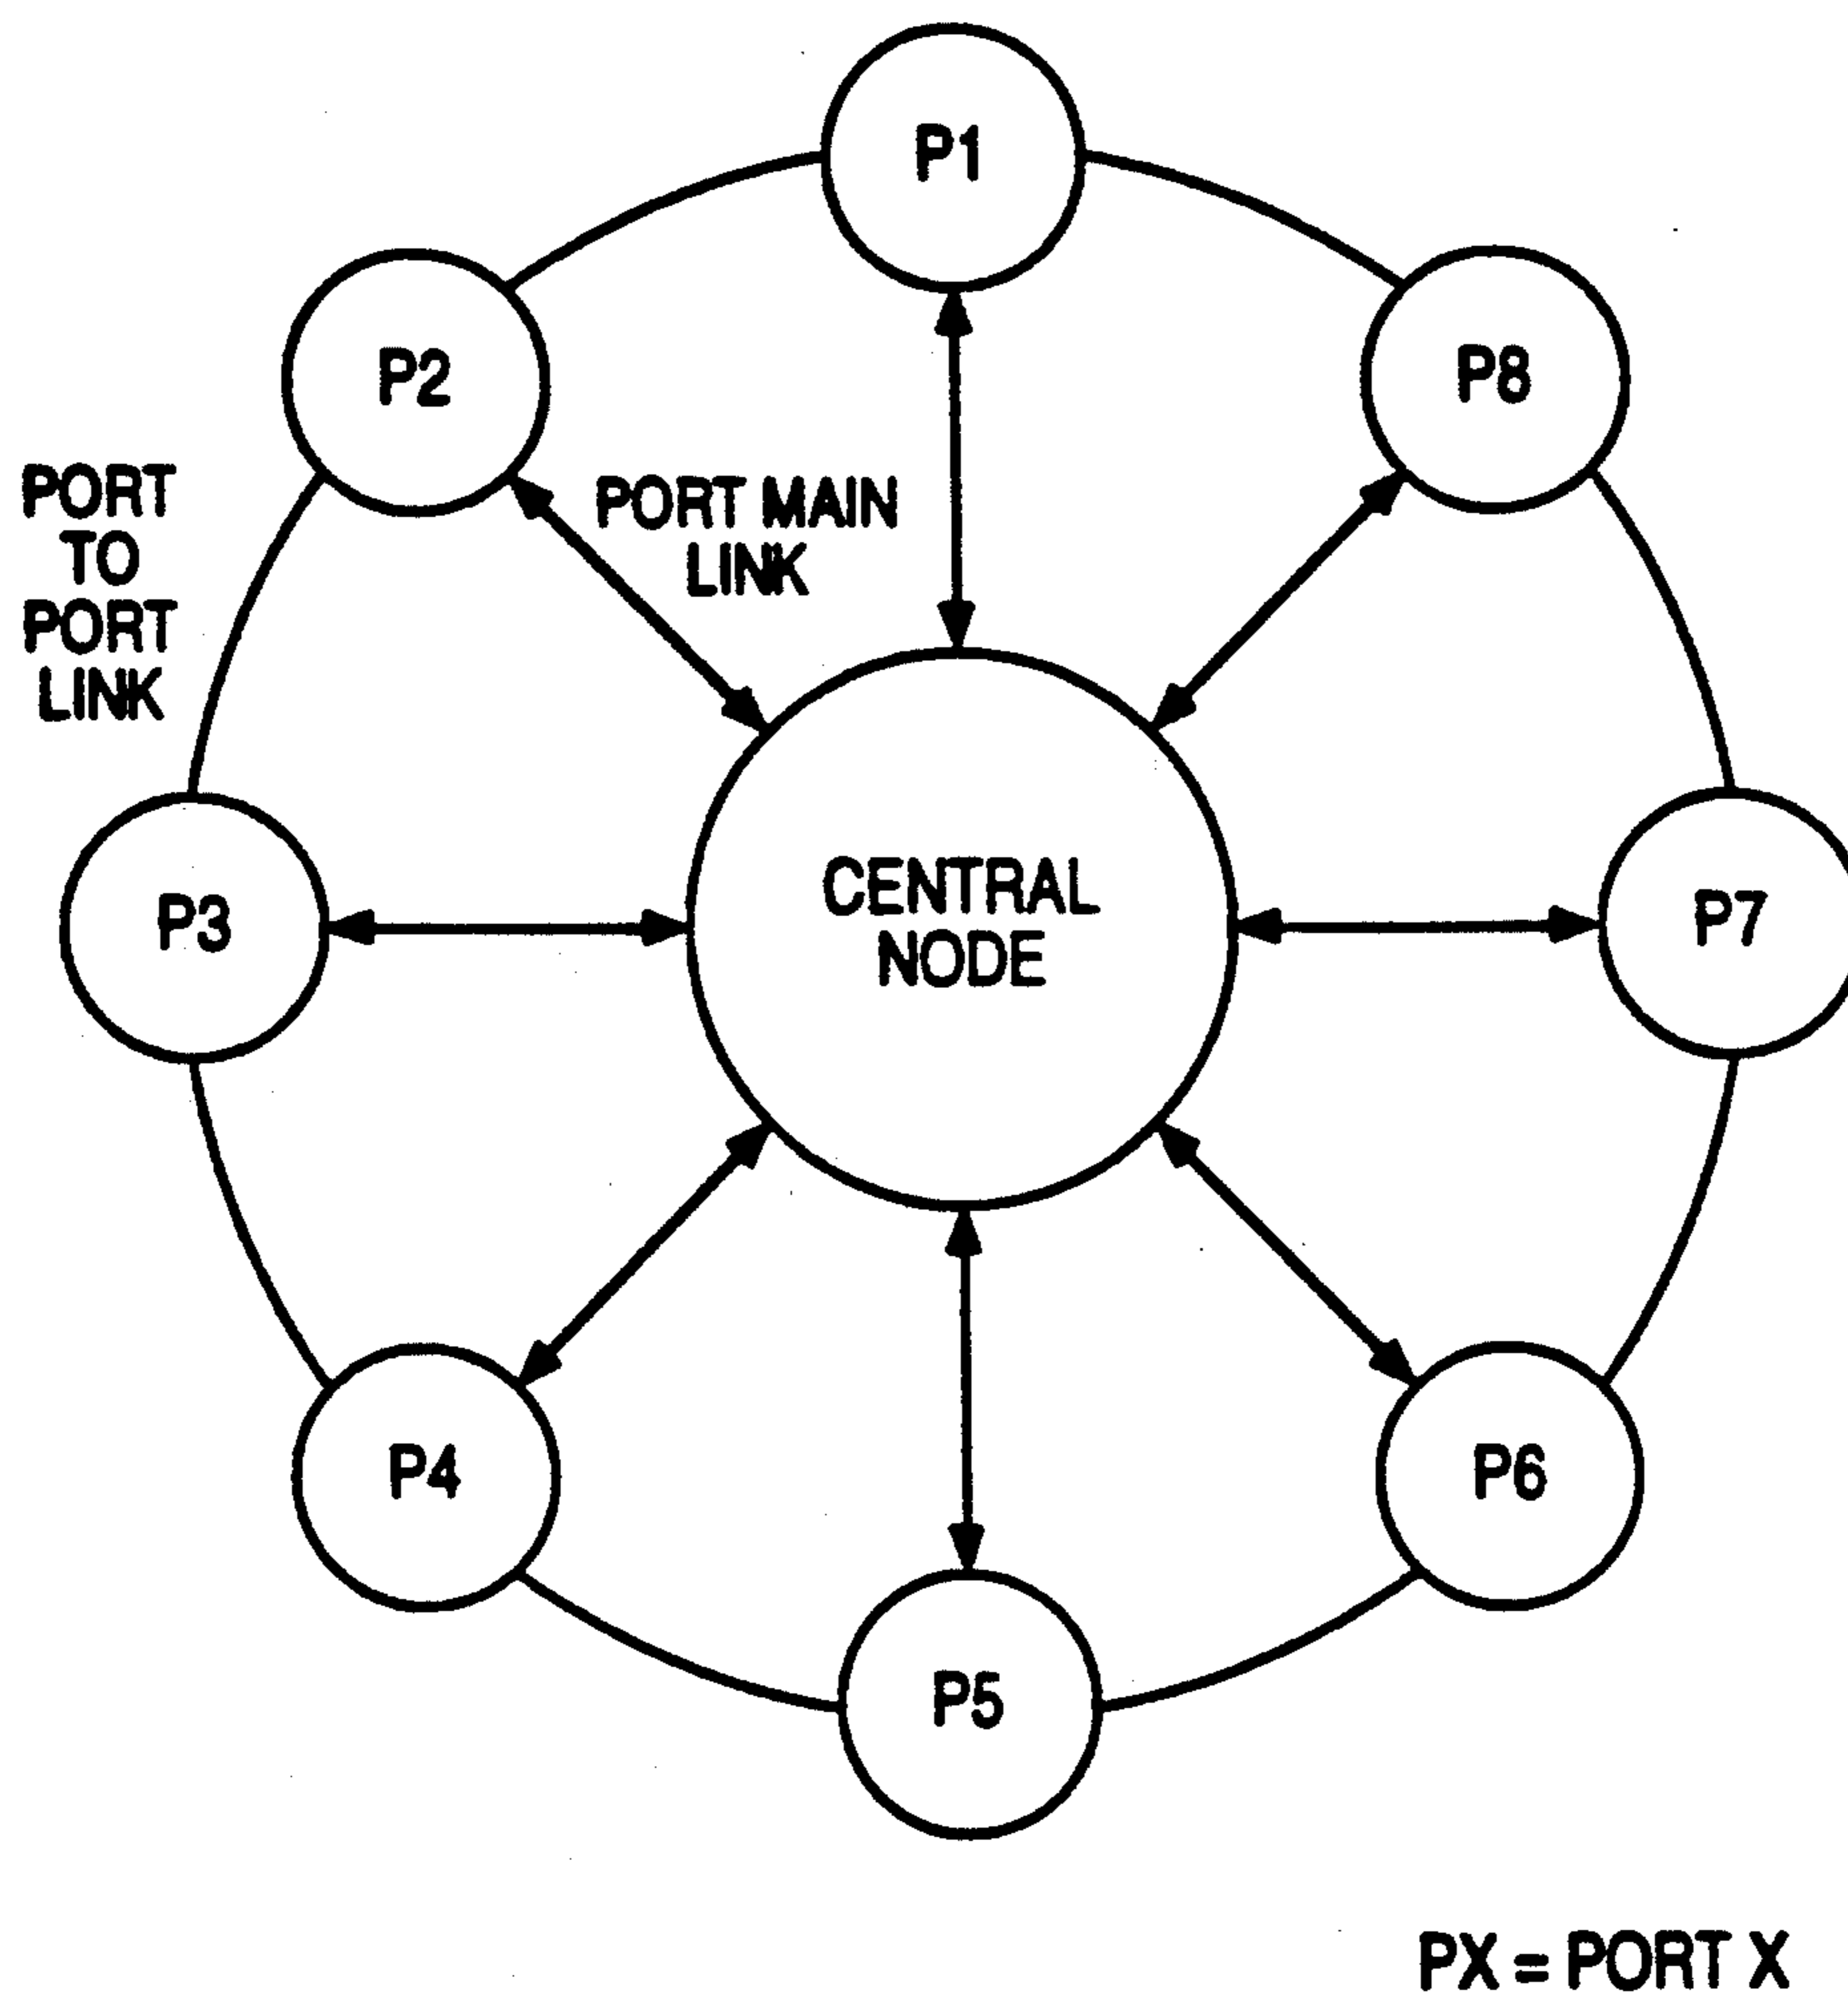 P1
P2
P8
PORT
TO
PORT
LINK
PORT MAIN
LINK
CENTRAL
NODE
P3
P7
P4
P6
P5
PX = PORT X